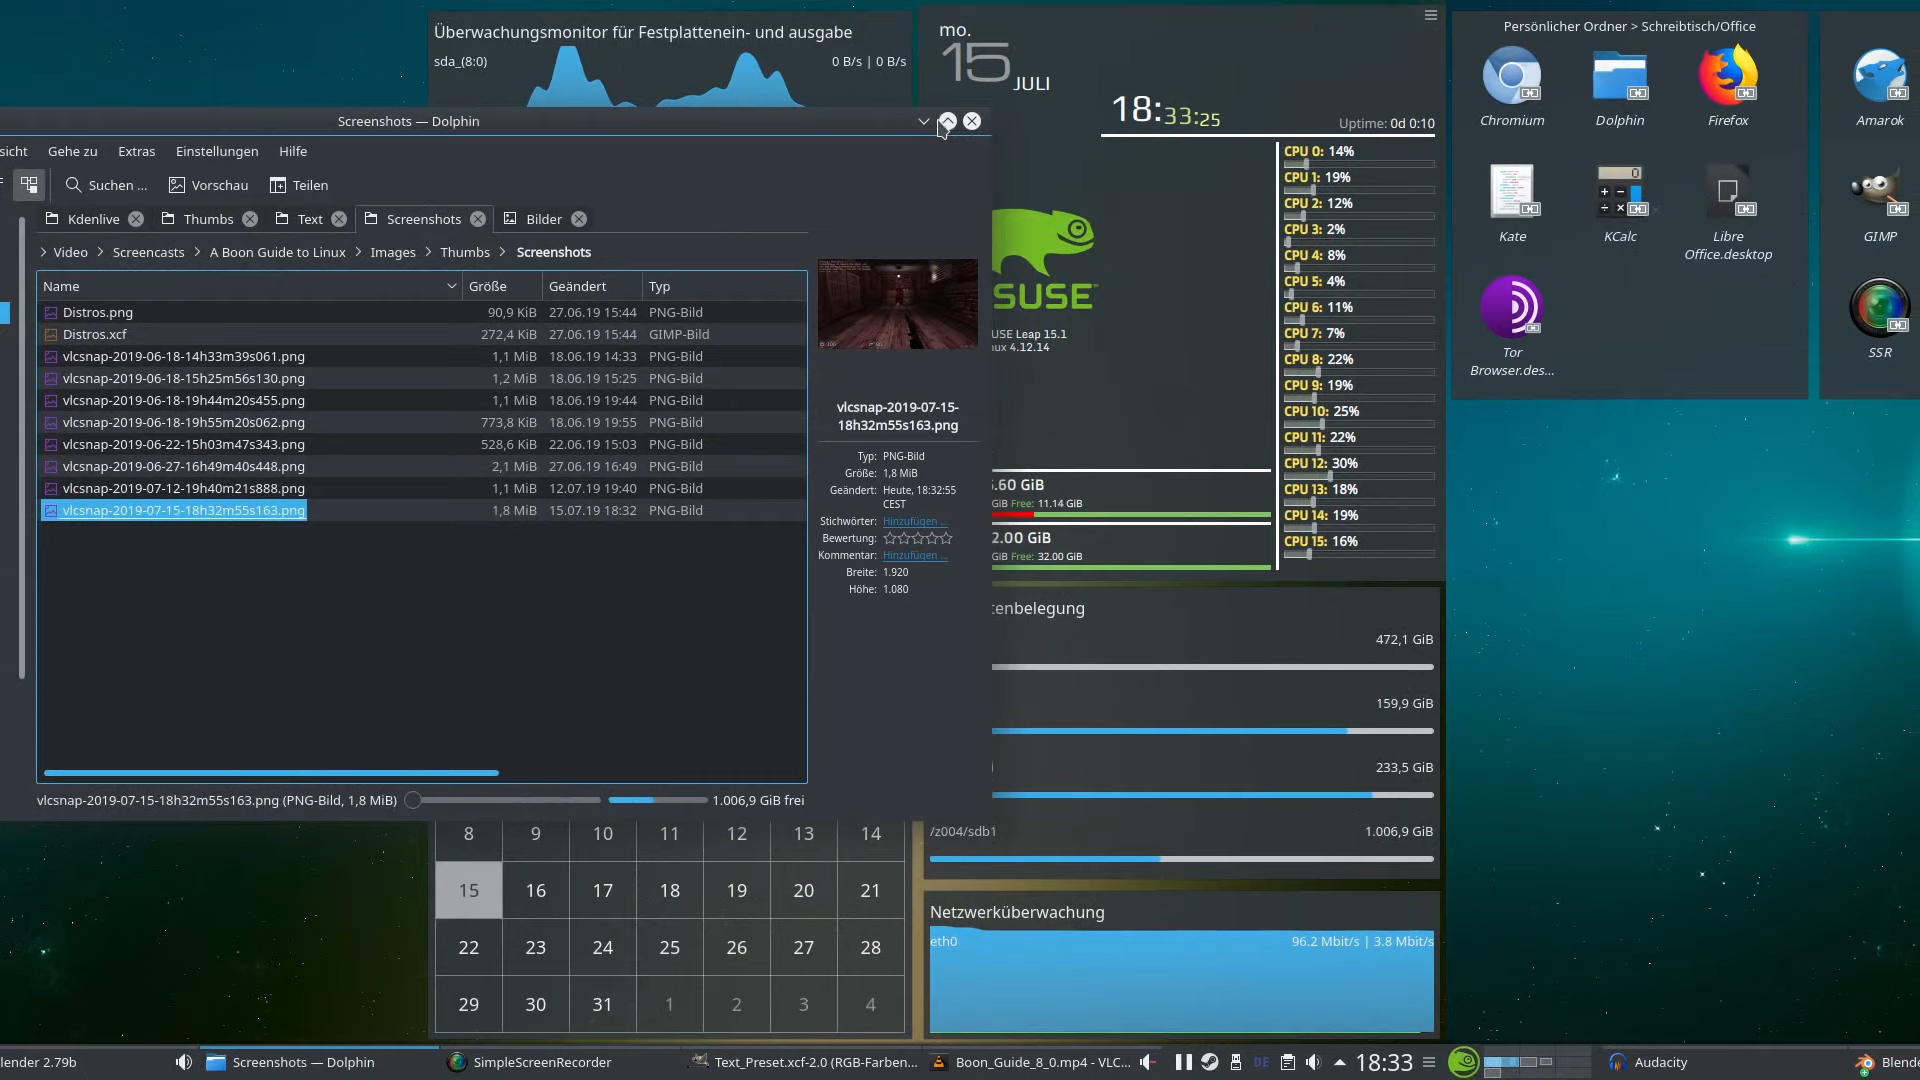 Überwachungsmonitor für Festplattenein- und ausgabe
sda_(8:0)
0 B/s | 0 B/s
mo.
15 JULI
18:33:25
Uptime: 0d 0:10
Persönlicher Ordner > Schreibtisch/Office
Chromium
Dolphin
Firefox
Amarok
Kate
KCalc
Libre
Office.desktop
GIMP
Tor
Browser.des...
SSR
Screenshots — Dolphin
sicht
Gehe zu
Extras
Einstellungen
Hilfe
Suchen ...
Vorschau
Teilen
Kdenlive
Thumbs
Text
Screenshots
Bilder
Video
Screencasts
A Boon Guide to Linux
Images
Thumbs
Screenshots
Name Größe Geändert Typ
Distros.png 90,9 KiB 27.06.19 15:44 PNG-Bild
Distros.xcf 272,4 KiB 27.06.19 15:44 GIMP-Bild
vlcsnap-2019-06-18-14h33m39s061.png 1,1 MiB 18.06.19 14:33 PNG-Bild
vlcsnap-2019-06-18-15h25m56s130.png 1,2 MiB 18.06.19 15:25 PNG-Bild
vlcsnap-2019-06-18-19h44m20s455.png 1,1 MiB 18.06.19 19:44 PNG-Bild
vlcsnap-2019-06-18-19h55m20s062.png 773,8 KiB 18.06.19 19:55 PNG-Bild
vlcsnap-2019-06-22-15h03m47s343.png 528,6 KiB 22.06.19 15:03 PNG-Bild
vlcsnap-2019-06-27-16h49m40s448.png 2,1 MiB 27.06.19 16:49 PNG-Bild
vlcsnap-2019-07-12-19h40m21s888.png 1,1 MiB 12.07.19 19:40 PNG-Bild
vlcsnap-2019-07-15-18h32m55s163.png 1,8 MiB 15.07.19 18:32 PNG-Bild
vlcsnap-2019-07-15-
18h32m55s163.png
Typ: PNG-Bild
Größe: 1,8 MiB
Geändert: Heute, 18:32:55
CEST
Stichwörter: Hinzufügen ...
Bewertung:
Kommentar: Hinzufügen ...
Breite: 1.920
Höhe: 1.080
vlcsnap-2019-07-15-18h32m55s163.png (PNG-Bild, 1,8 MiB)
1.006,9 GiB frei
SUSE
USE Leap 15.1
nux 4.12.14
CPU 0: 14%
CPU 1: 19%
CPU 2: 12%
CPU 3: 2%
CPU 4: 8%
CPU 5: 4%
CPU 6: 11%
CPU 7: 7%
CPU 8: 22%
CPU 9: 19%
CPU 10: 25%
CPU 11: 22%
CPU 12: 30%
CPU 13: 18%
CPU 14: 19%
CPU 15: 16%
.60 GiB
GiB Free: 11.14 GiB
2.00 GiB
GiB Free: 32.00 GiB
tenbelegung
472,1 GiB
159,9 GiB
233,5 GiB
/z004/sdb1 1.006,9 GiB
8 9 10 11 12 13 14
15 16 17 18 19 20 21
22 23 24 25 26 27 28
29 30 31 1 2 3 4
Netzwerküberwachung
eth0
96.2 Mbit/s | 3.8 Mbit/s
lender 2.79b
Screenshots — Dolphin
SimpleScreenRecorder
Text_Preset.xcf-2.0 (RGB-Farben...
Boon_Guide_8_0.mp4 - VLC...
DE
18:33
Audacity
Blende